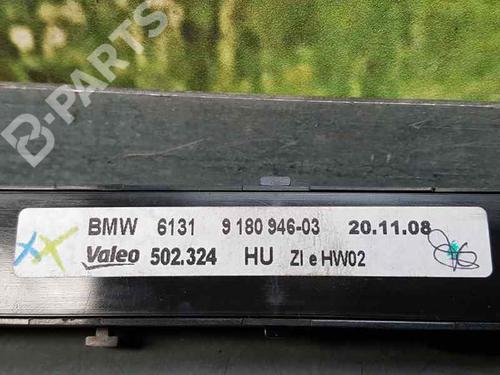 B-PARTS
BMW 6131 9 180 946-03 20.11.08
Valeo 502.324 HU ZI e HW02